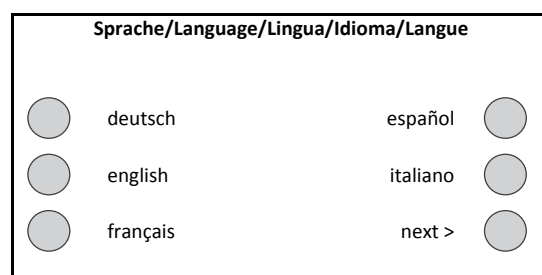 Sprache/Language/Lingua/Idioma/Langue
deutsch español
english italiano
français next >